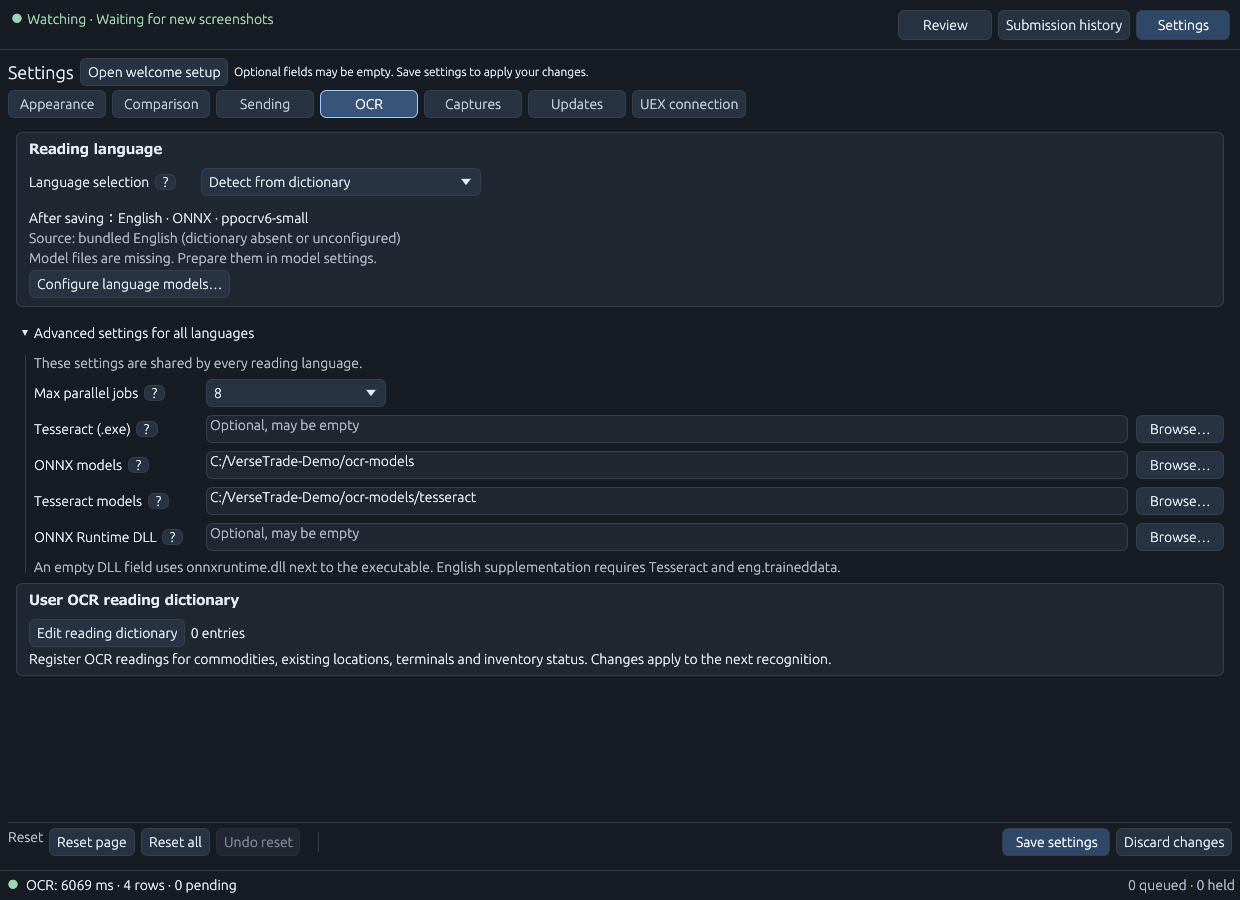 Watching · Waiting for new screenshots
Review
Submission history
Settings
Settings
Open welcome setup
Optional fields may be empty. Save settings to apply your changes.
Appearance
Comparison
Sending
OCR
Captures
Updates
UEX connection
Reading language
Language selection ?
Detect from dictionary
After saving : English · ONNX · ppocrv6-small
Source: bundled English (dictionary absent or unconfigured)
Model files are missing. Prepare them in model settings.
Configure language models…
Advanced settings for all languages
These settings are shared by every reading language.
Max parallel jobs ?
8
Tesseract (.exe) ?
Optional, may be empty
Browse…
ONNX models ?
C:/VerseTrade-Demo/ocr-models
Browse…
Tesseract models ?
C:/VerseTrade-Demo/ocr-models/tesseract
Browse…
ONNX Runtime DLL ?
Optional, may be empty
Browse…
An empty DLL field uses onnxruntime.dll next to the executable. English supplementation requires Tesseract and eng.traineddata.
User OCR reading dictionary
Edit reading dictionary
0 entries
Register OCR readings for commodities, existing locations, terminals and inventory status. Changes apply to the next recognition.
Reset
Reset page
Reset all
Undo reset
Save settings
Discard changes
OCR: 6069 ms · 4 rows · 0 pending
0 queued · 0 held